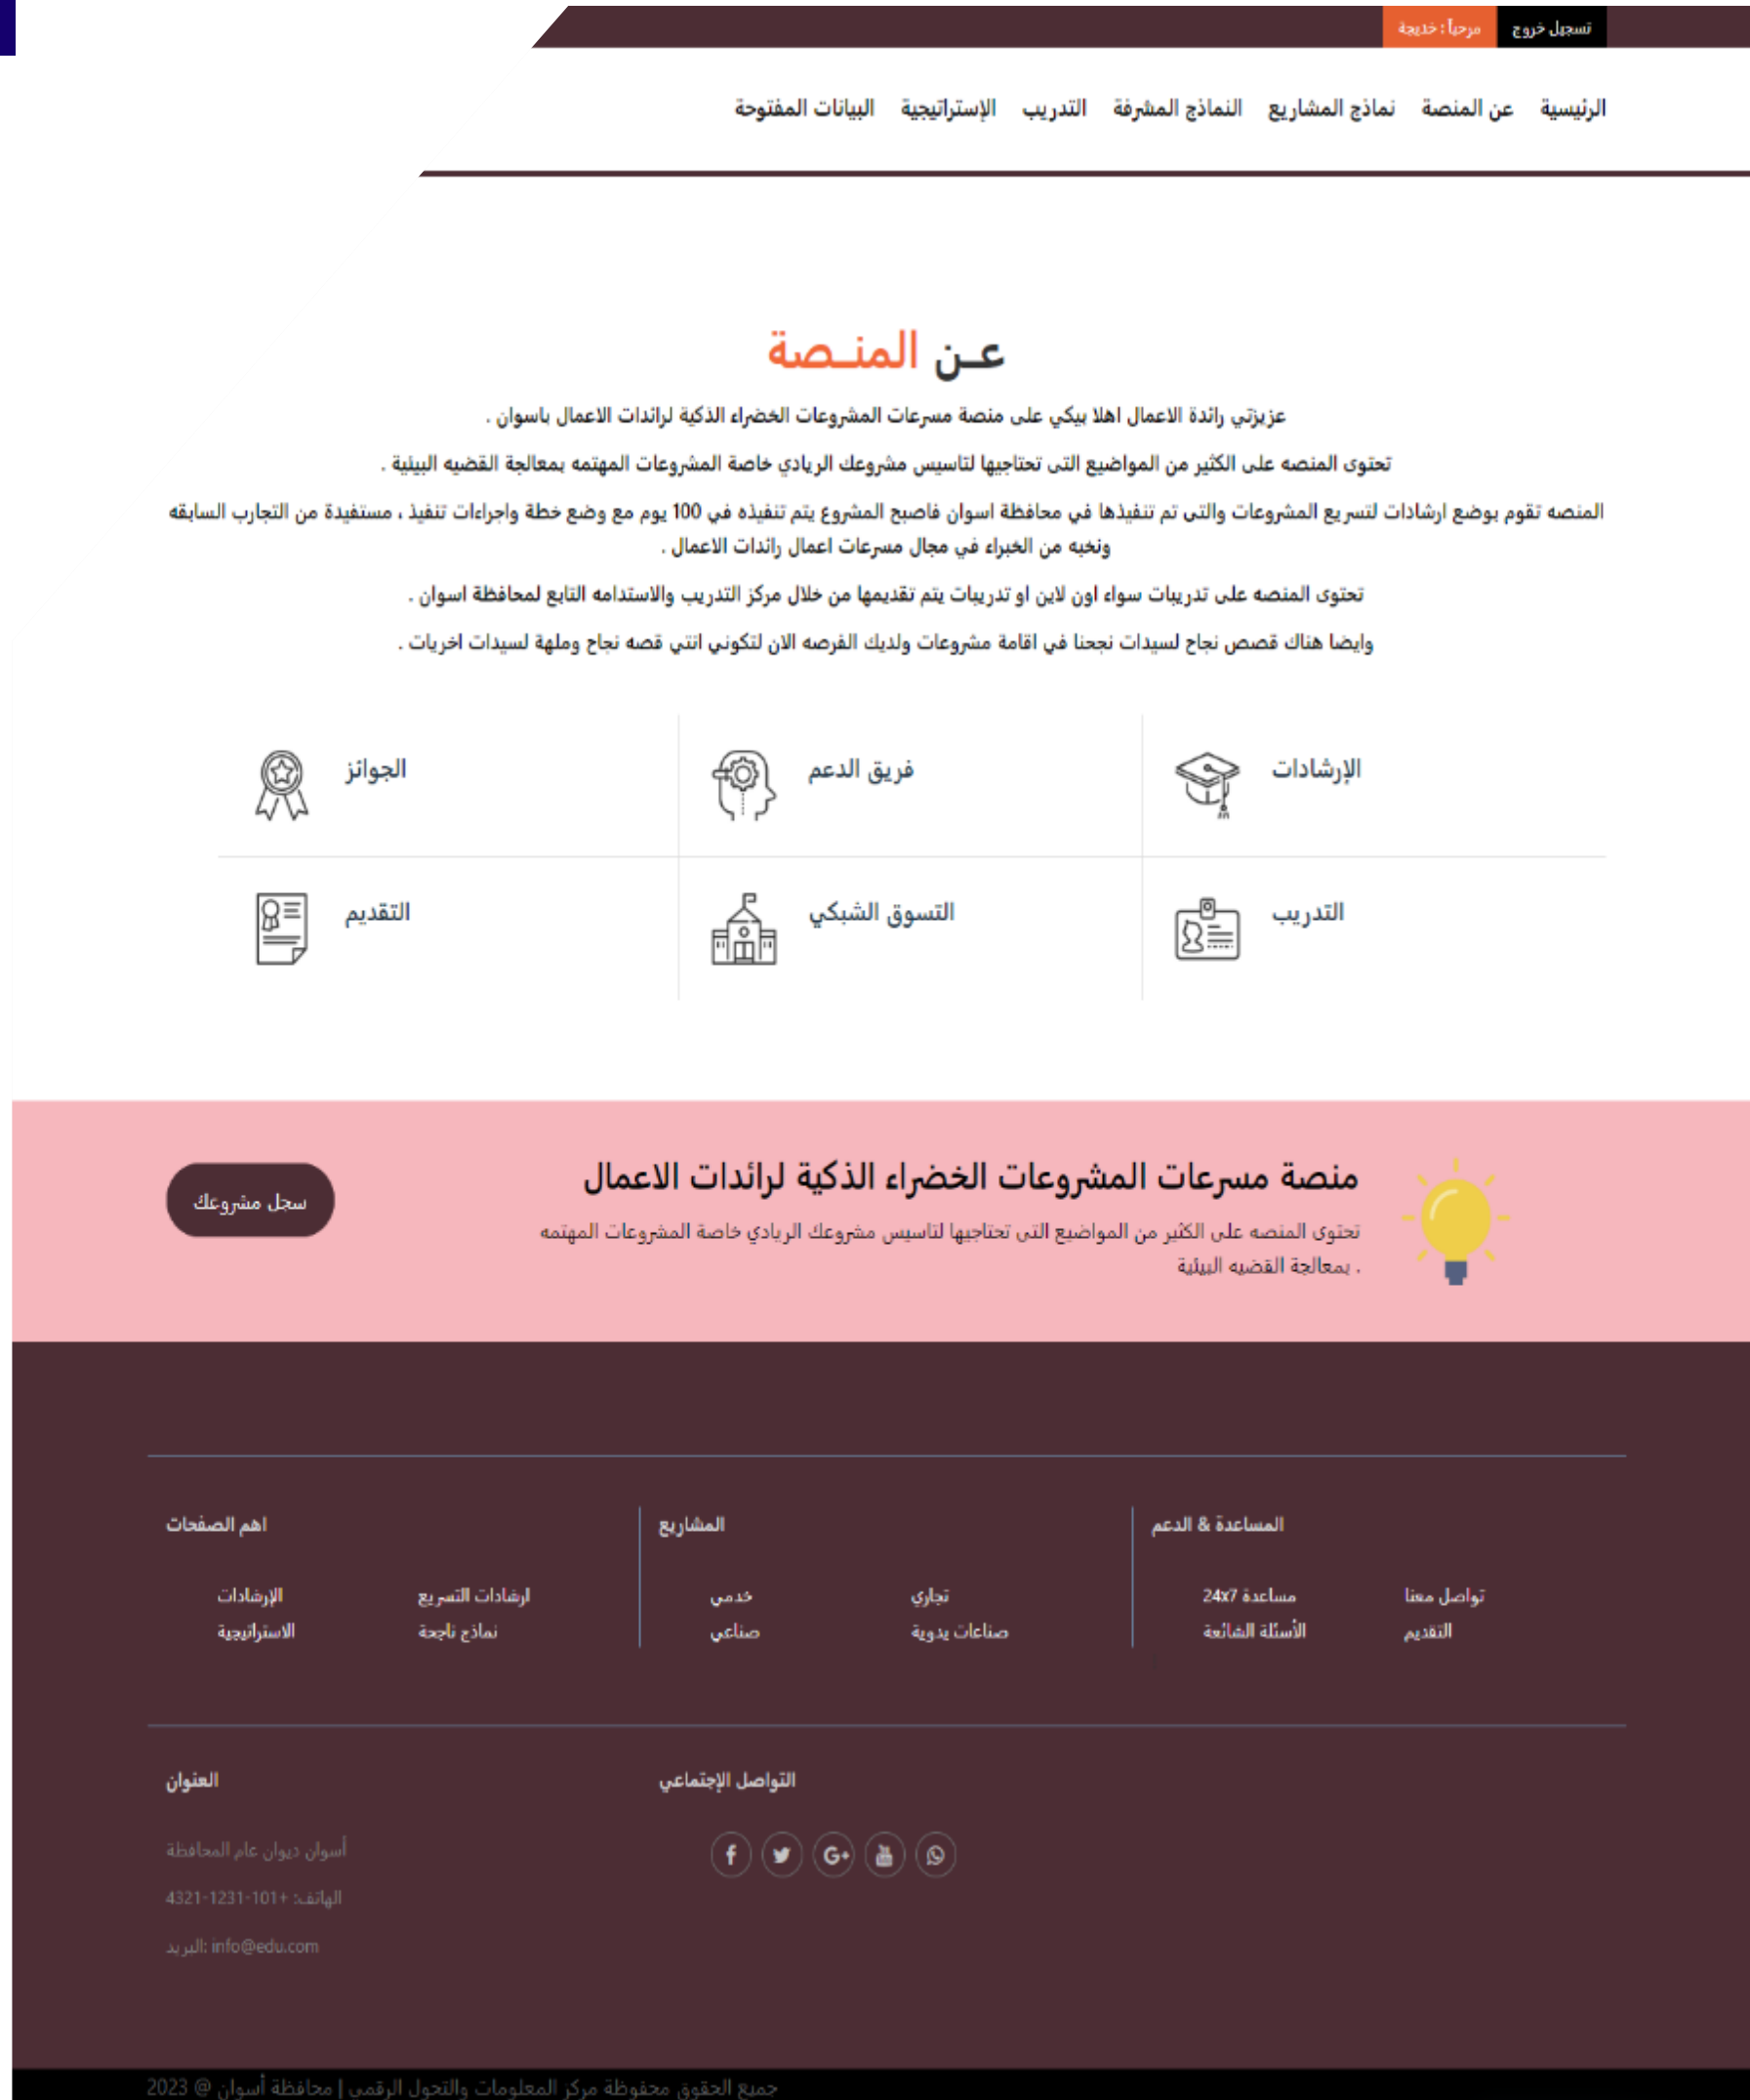 تسجيل خروج
مرحباً : خديجة
الرئيسية عن المنصة نماذج المشاريع النماذج المشرفة التدريب الإستراتيجية البيانات المفتوحة
عـن المنـصة
عزيزتي رائدة الاعمال اهلا بيكي على منصة مسرعات المشروعات الخضراء الذكية لرائدات الاعمال باسوان .
تحتوى المنصه على الكثير من المواضيع التى تحتاجيها لتاسيس مشروعك الريادي خاصة المشروعات المهتمه بمعالجة القضيه البيئية .
المنصه تقوم بوضع ارشادات لتسريع المشروعات والتى تم تنفيذها في محافظة اسوان فاصبح المشروع يتم تنفيذه في 100 يوم مع وضع خطة واجراءات تنفيذ ، مستفيدة من التجارب السابقه
ونخبه من الخبراء في مجال مسرعات اعمال رائدات الاعمال .
تحتوى المنصه على تدريبات سواء اون لاين او تدريبات يتم تقديمها من خلال مركز التدريب والاستدامه التابع لمحافظة اسوان .
وايضا هناك قصص نجاح لسيدات نجحنا في اقامة مشروعات ولديك الفرصه الان لتكونى انتي قصه نجاح وملهة لسيدات اخريات .
الإرشادات فريق الدعم الجوائز
التدريب التسوق الشبكي التقديم
منصة مسرعات المشروعات الخضراء الذكية لرائدات الاعمال
تحتوى المنصه على الكثير من المواضيع التى تحتاجيها لتاسيس مشروعك الريادي خاصة المشروعات المهتمه
. بمعالجة القضيه البيئية
سجل مشروعك
المساعدة & الدعم
تواصل معنا مساعدة 24x7
التقديم الأسئلة الشائعة
المشاريع
تجاري خدمي
صناعات يدوية صناعي
اهم الصفحات
ارشادات التسريع الإرشادات
نماذج ناجحة الاستراتيجية
التواصل الإجتماعي
العنوان
أسوان ديوان عام المحافظة
الهاتف: +101-1231-4321
البريد: info@edu.com
جميع الحقوق محفوظة مركز المعلومات والتحول الرقمي | محافظة أسوان @ 2023